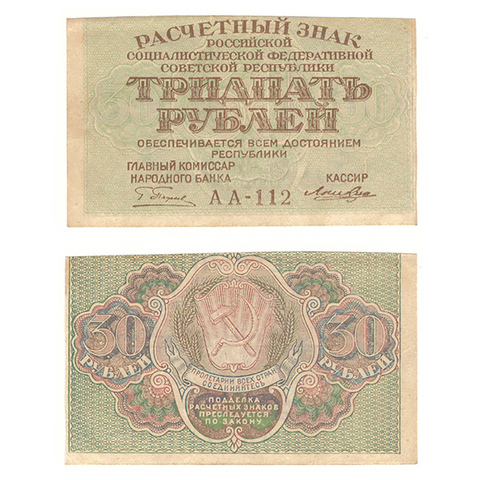 РАСЧЕТНЫЙ ЗНАК
РОССИЙСКОЙ
СОЦИАЛИСТИЧЕСКОЙ ФЕДЕРАТИВНОЙ
СОВЕТСКОЙ РЕСПУБЛИКИ
ТРИДЦАТЬ
РУБЛЕЙ
ОБЕСПЕЧИВАЕТСЯ ВСЕМ ДОСТОЯНИЕМ
РЕСПУБЛИКИ
ГЛАВНЫЙ КОМИССАР
НАРОДНОГО БАНКА
КАССИР
АА-112
30
РУБЛЕЙ
30
РУБЛЕЙ
ПРОЛЕТАРИИ ВСЕХ СТРАН
СОЕДИНЯЙТЕСЬ
ПОДДЕЛКА
РАСЧЕТНЫХ ЗНАКОВ
ПРЕСЛЕДУЕТСЯ
ПО ЗАКОНУ